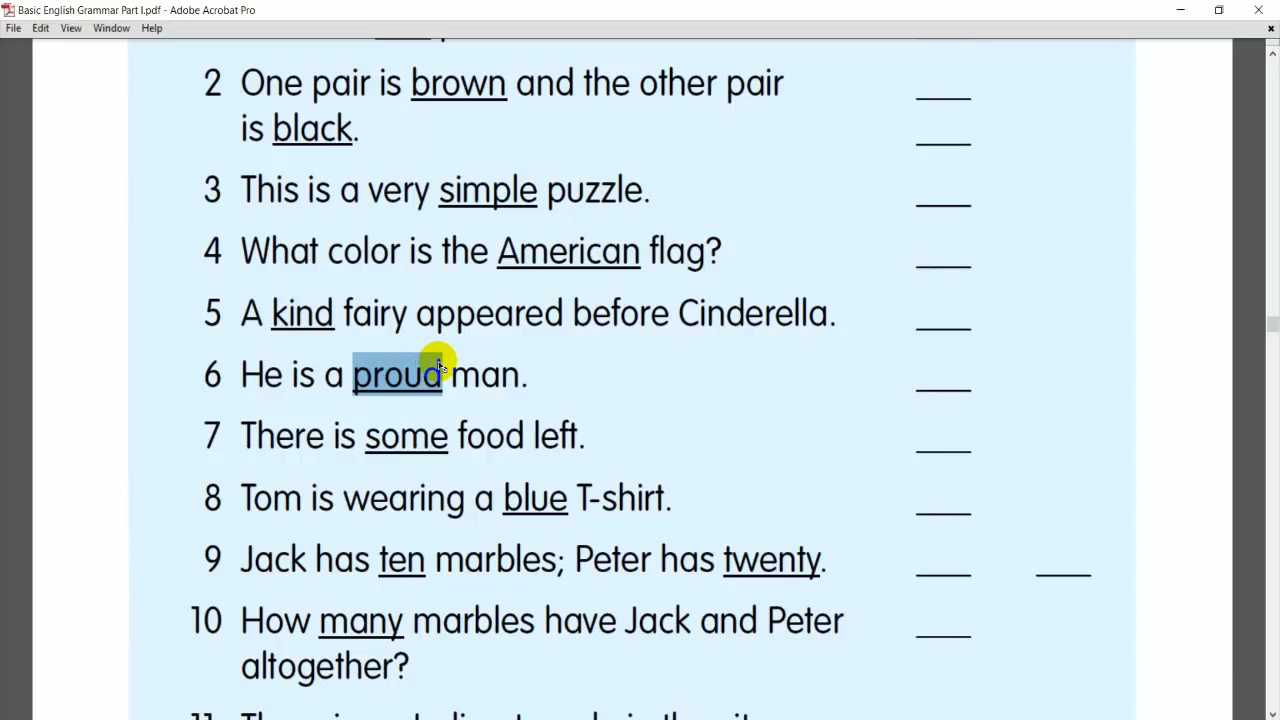 Basic English Grammar Part I.pdf - Adobe Acrobat Pro
File Edit View Window Help
2 One pair is brown and the other pair
is black.
3 This is a very simple puzzle.
4 What color is the American flag?
5 A kind fairy appeared before Cinderella.
6 He is a proud man.
7 There is some food left.
8 Tom is wearing a blue T-shirt.
9 Jack has ten marbles; Peter has twenty.
10 How many marbles have Jack and Peter
altogether?